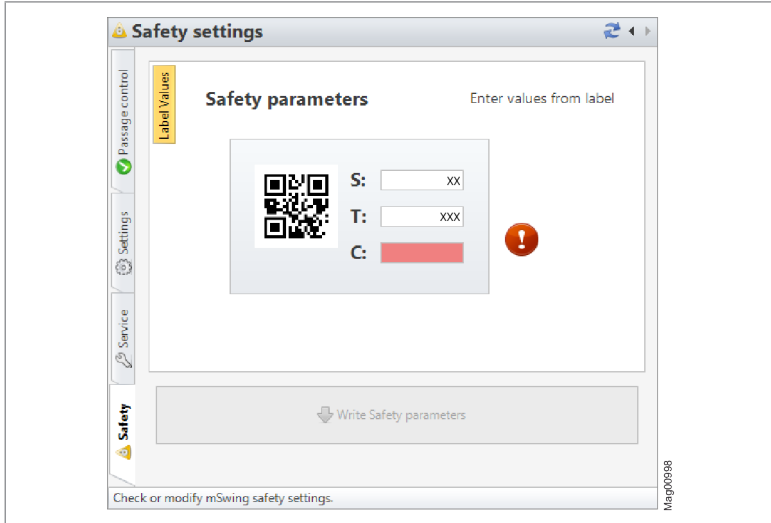 Safety settings
Passage control
Settings
Service
Safety
Label Values
Safety parameters
Enter values from label
S: xx
T: xxx
C:
Write Safety parameters
Check or modify mSwing safety settings.
Mag00998